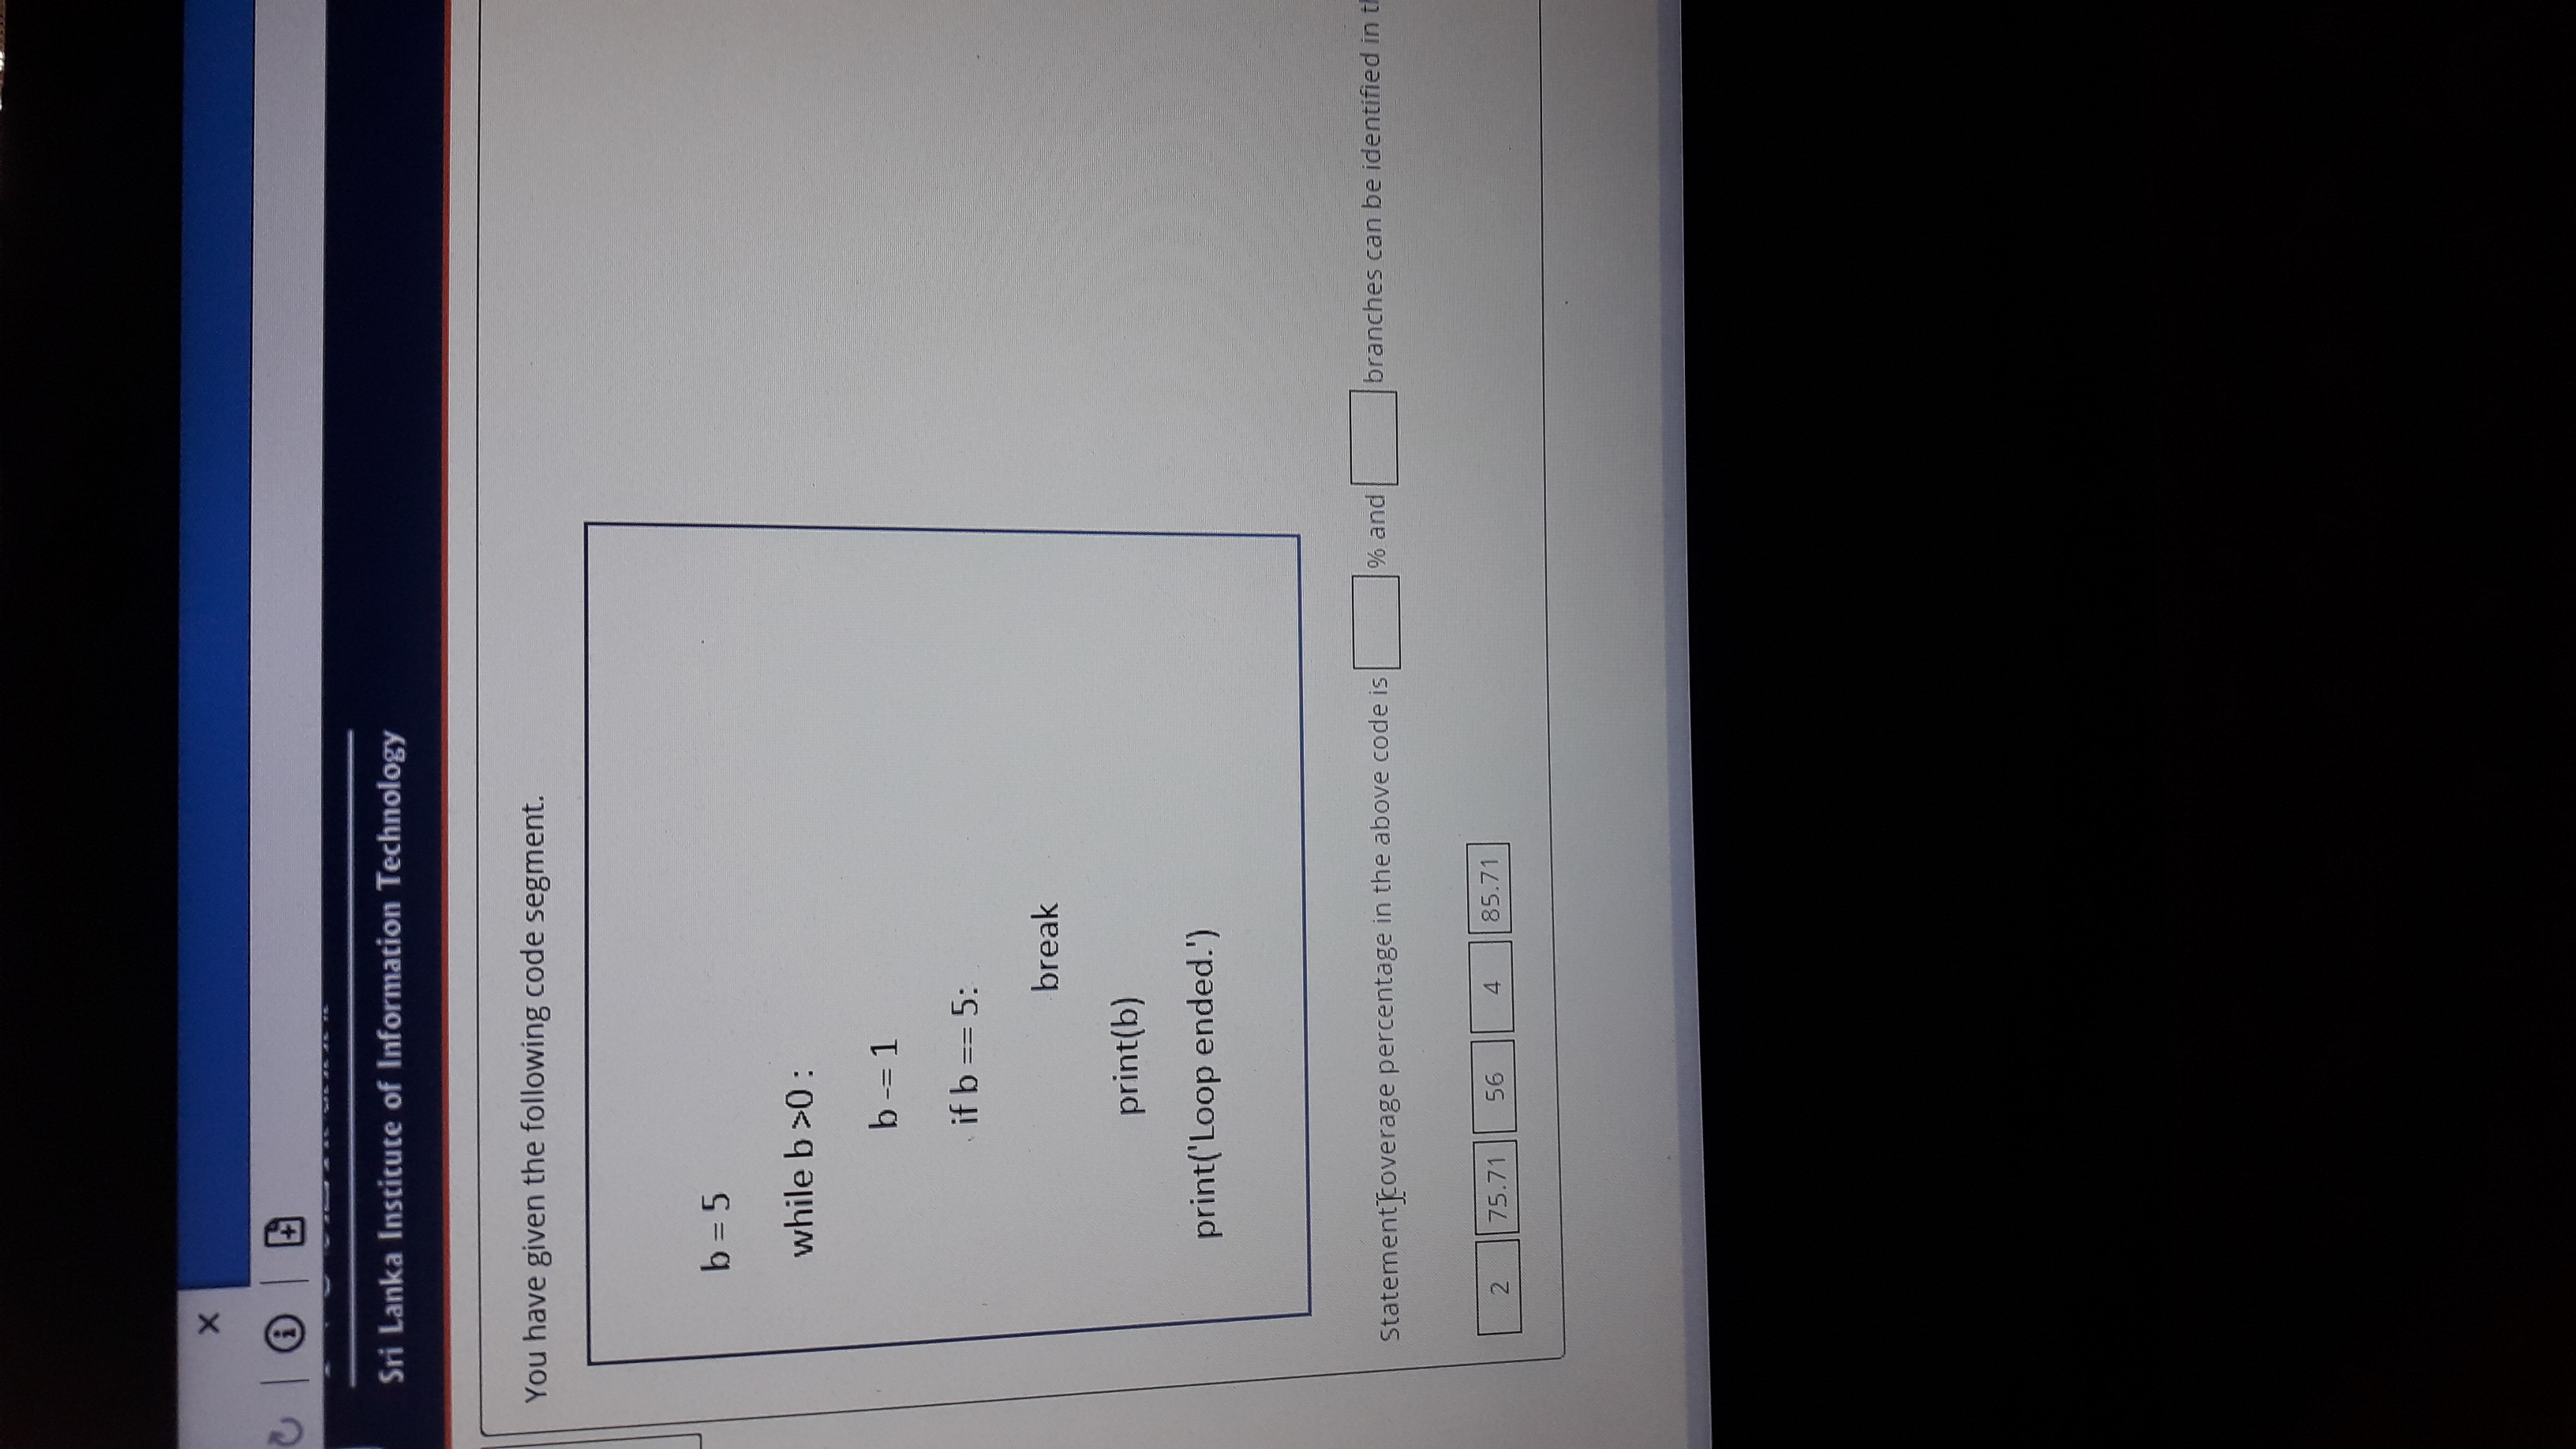 Sri Lanka Institute of Information Technology
You have given the following code segment.
b = 5
while b >0 :
b -= 1
if b == 5:
break
print(b)
print('Loop ended.')
Statement coverage percentage in the above code is % and branches can be identified in
2 75.71 56 4 85.71